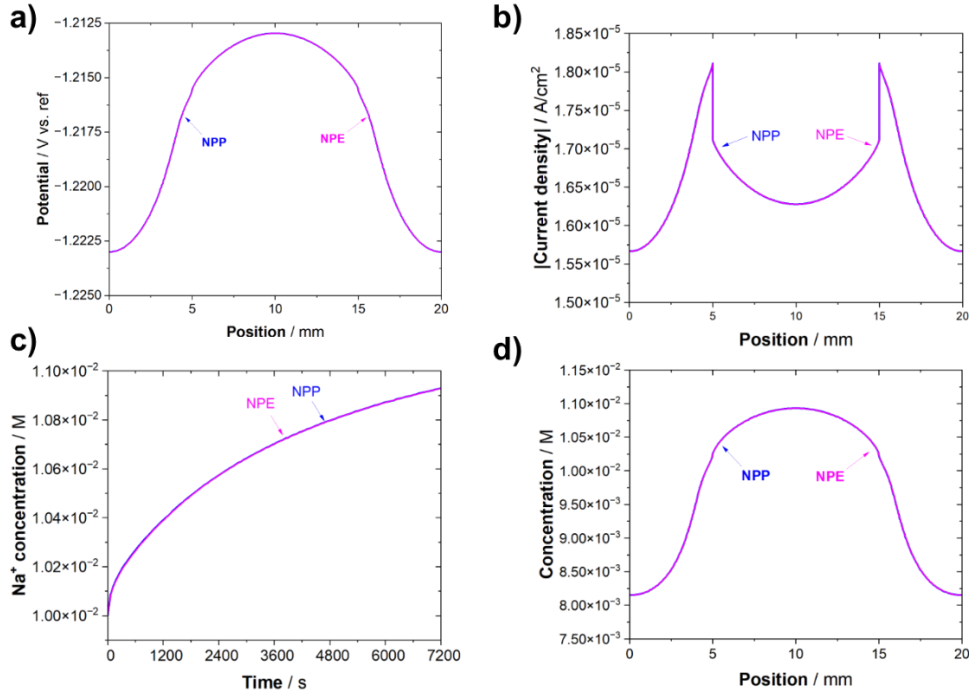 a)
−1.2125
−1.2150
−1.2175
−1.2200
−1.2225
−1.2250
Potential / V vs. ref
NPP
NPE
0
5
10
15
20
Position / mm
b)
1.85×10⁻⁵
1.80×10⁻⁵
1.75×10⁻⁵
1.70×10⁻⁵
1.65×10⁻⁵
1.60×10⁻⁵
1.55×10⁻⁵
1.50×10⁻⁵
|Current density| / A/cm²
NPP
NPE
0
5
10
15
20
Position / mm
c)
1.10×10⁻²
1.08×10⁻²
1.06×10⁻²
1.04×10⁻²
1.02×10⁻²
1.00×10⁻²
Na⁺ concentration / M
NPE
NPP
0
1200
2400
3600
4800
6000
7200
Time / s
d)
1.15×10⁻²
1.10×10⁻²
1.05×10⁻²
1.00×10⁻²
9.50×10⁻³
9.00×10⁻³
8.50×10⁻³
8.00×10⁻³
7.50×10⁻³
Concentration / M
NPP
NPE
0
5
10
15
20
Position / mm